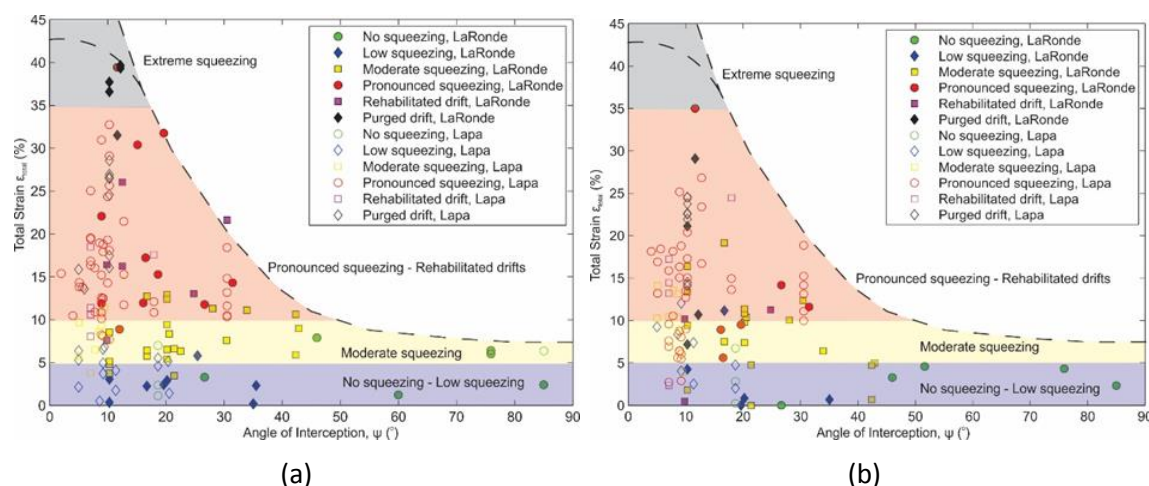 45
40
35
30
25
20
15
10
5
0
0 10 20 30 40 50 60 70 80 90
Total Strain εtotal (%)
Angle of Interception, ψ (°)
Extreme squeezing
Pronounced squeezing - Rehabilitated drifts
Moderate squeezing
No squeezing - Low squeezing
No squeezing, LaRonde
Low squeezing, LaRonde
Moderate squeezing, LaRonde
Pronounced squeezing, LaRonde
Rehabilitated drift, LaRonde
Purged drift, LaRonde
No squeezing, Lapa
Low squeezing, Lapa
Moderate squeezing, Lapa
Pronounced squeezing, Lapa
Rehabilitated drift, Lapa
Purged drift, Lapa
(a)
45
40
35
30
25
20
15
10
5
0
0 10 20 30 40 50 60 70 80 90
Total Strain εtotal (%)
Angle of Interception, ψ (°)
Extreme squeezing
Pronounced squeezing - Rehabilitated drifts
Moderate squeezing
No squeezing - Low squeezing
No squeezing, LaRonde
Low squeezing, LaRonde
Moderate squeezing, LaRonde
Pronounced squeezing, LaRonde
Rehabilitated drift, LaRonde
Purged drift, LaRonde
No squeezing, Lapa
Low squeezing, Lapa
Moderate squeezing, Lapa
Pronounced squeezing, Lapa
Rehabilitated drift, Lapa
Purged drift, Lapa
(b)